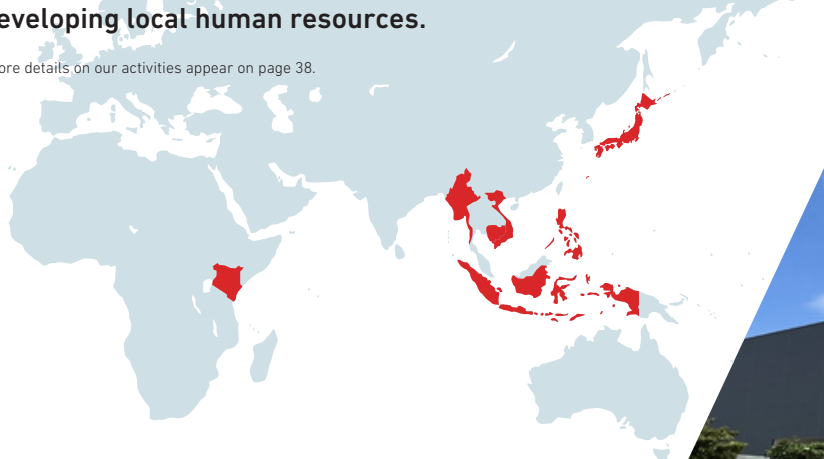 eveloping local human resources.
ore details on our activities appear on page 38.